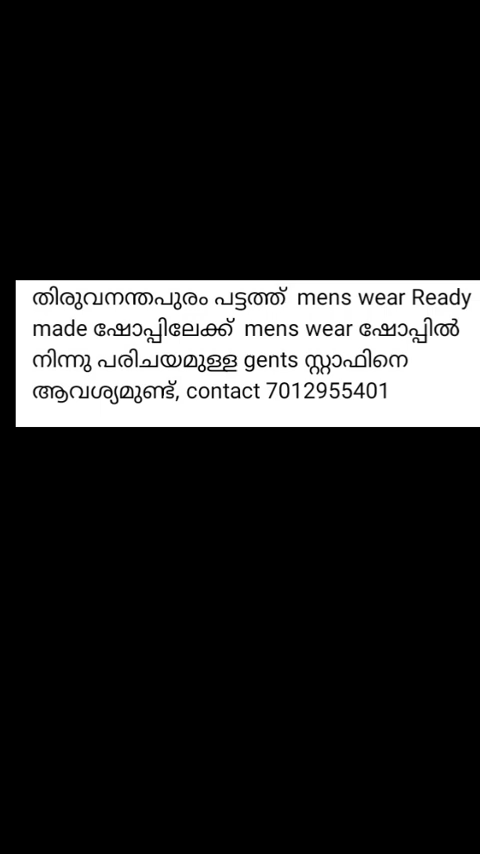 തിരുവനന്തപുരം പട്ടത്ത് mens wear Ready
made ഷോപ്പിലേക്ക് mens wear ഷോപ്പിൽ
നിന്നു പരിചയമുള്ള gents സ്റ്റാഫിനെ
ആവശ്യമുണ്ട്, contact 7012955401